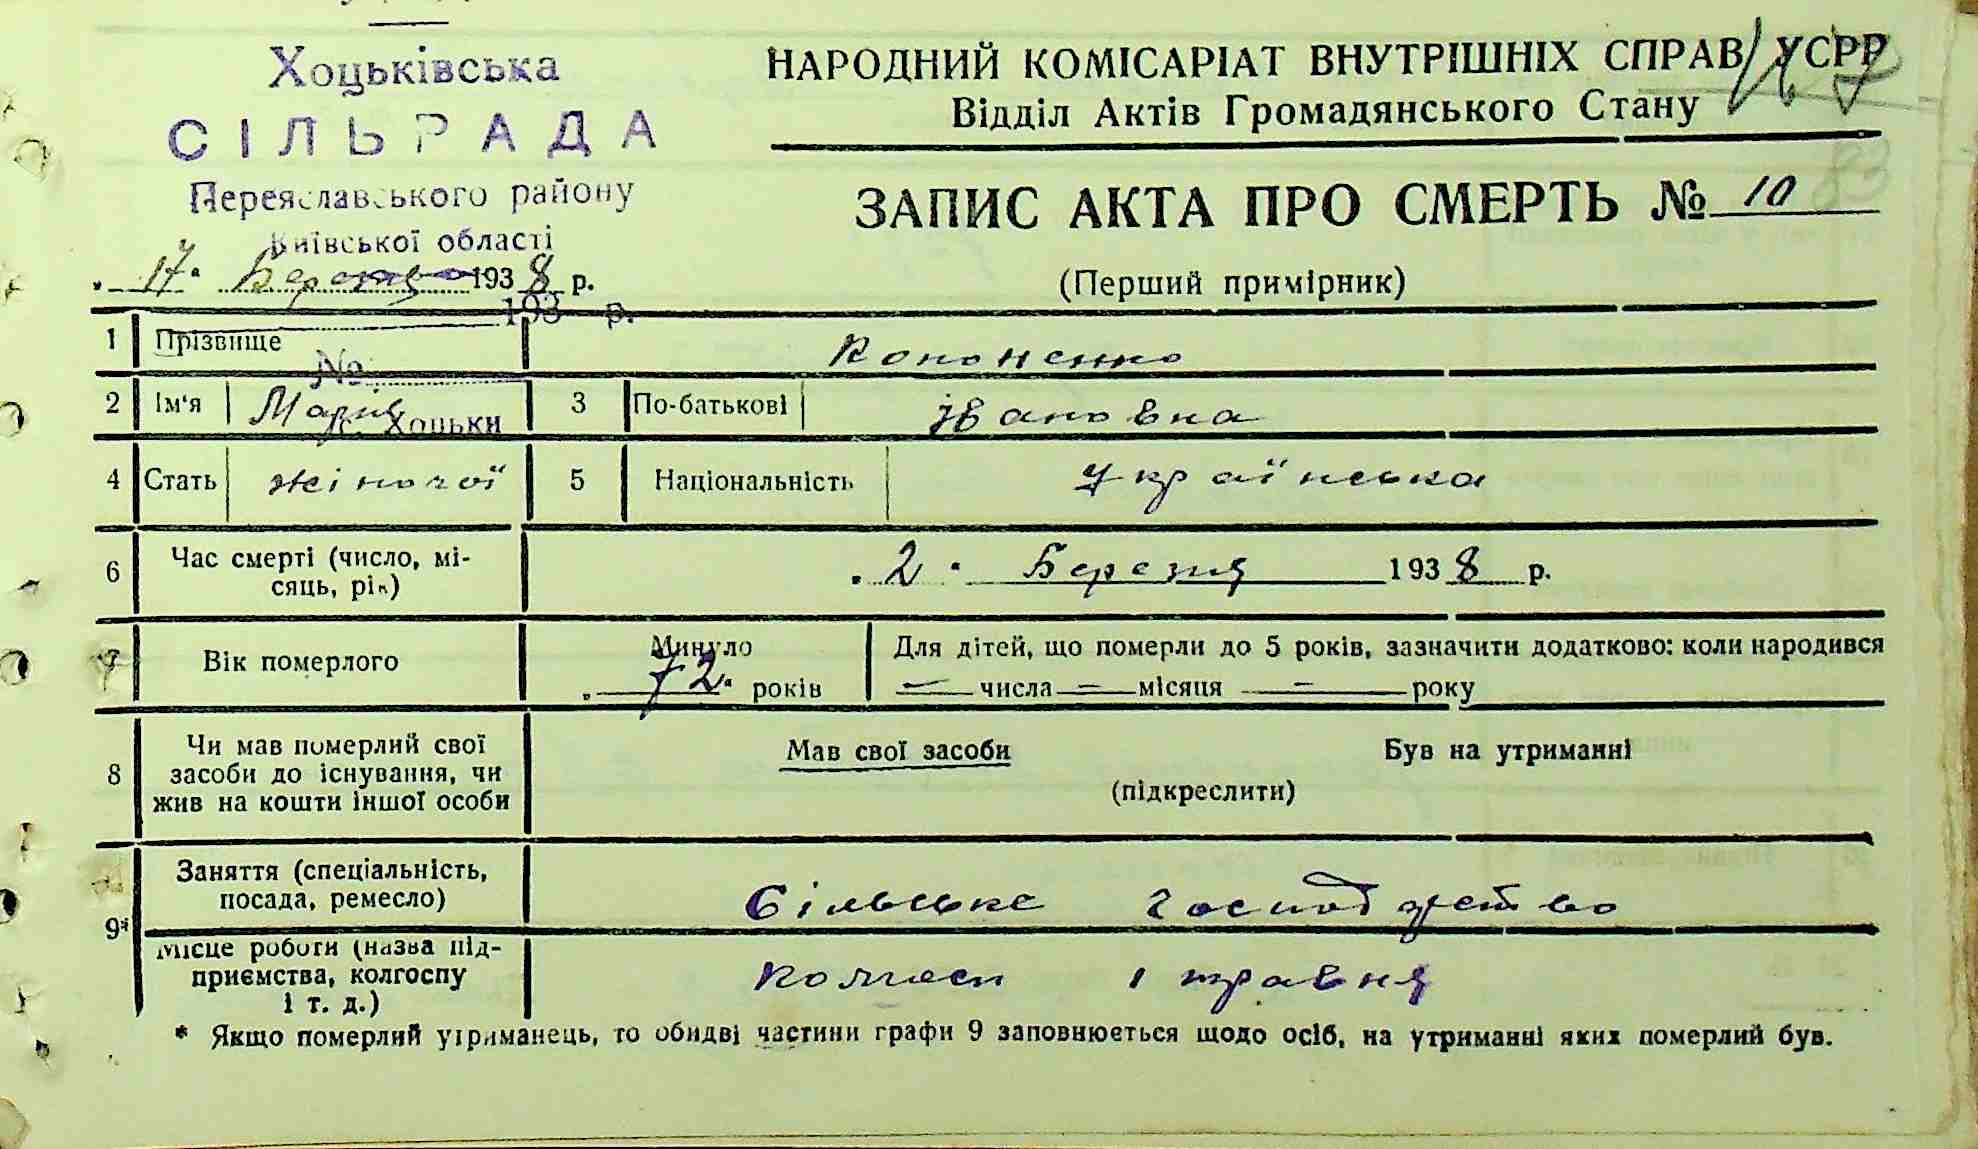 Хоцьківська
СІЛЬРАДА
Переяславського району
Київської області
„ 17 " Березня 1938 р.
193 р.
№
с. Хоцьки
НАРОДНИЙ КОМІСАРІАТ ВНУТРІШНІХ СПРАВ УСРР
Відділ Актів Громадянського Стану
ЗАПИС АКТА ПРО СМЕРТЬ № 10
(Перший примірник)
1 Прізвище Кононенко
2 Ім'я Марія 3 По-батькові Івановна
4 Стать жіночої 5 Національність Українська
6 Час смерті (число, мі-
сяць, рік) „ 2 " Березня 1938 р.
7 Вік померлого Минуло
72 років
Для дітей, що померли до 5 років, зазначити додатково: коли народився
— числа — місяця — року
8 Чи мав померлий свої
засоби до існування, чи
жив на кошти іншої особи
Мав свої засоби Був на утриманні
(підкреслити)
9* Заняття (спеціальність,
посада, ремесло) Сільське господарство
Місце роботи (назва під-
приємства, колгоспу
і т. д.) Колгосп 1 травня
* Якщо померлий утриманець, то обидві частини графи 9 заповнюється щодо осіб, на утриманні яких померлий був.